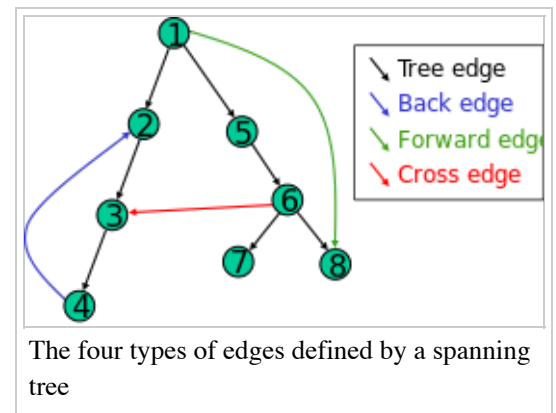 1
2
5
3
6
7
8
4
Tree edge
Back edge
Forward edge
Cross edge
The four types of edges defined by a spanning
tree